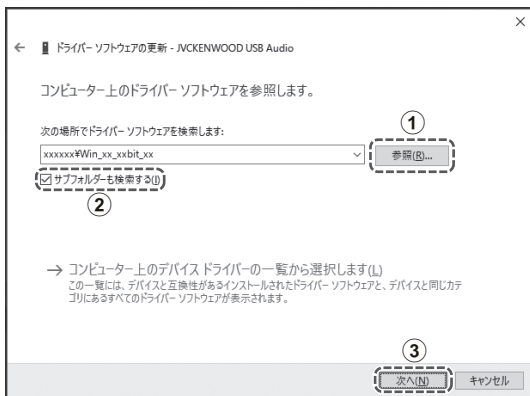 ×
← ドライバー ソフトウェアの更新 - JVCKENWOOD USB Audio
コンピューター上のドライバー ソフトウェアを参照します。
次の場所でドライバー ソフトウェアを検索します:
①
xxxxxx¥Win_xx_xxbit_xx 参照(R)...
サブフォルダーも検索する(I)
②
→ コンピューター上のデバイス ドライバーの一覧から選択します(L)
この一覧には、デバイスと互換性があるインストールされたドライバー ソフトウェアと、デバイスと同じカテ
ゴリにあるすべてのドライバー ソフトウェアが表示されます。
③
次へ(N) キャンセル